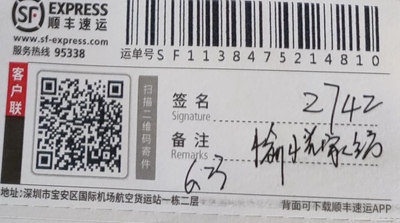 SF EXPRESS
顺丰速运
www.sf-express.com
服务热线 95338
运单号 SF1138475214810
客户联
扫描二维码寄件
签名 2742
Signature
备注
Remarks
地址:深圳市宝安区国际机场航空货运站一栋二层
背面可下载顺丰速运APP